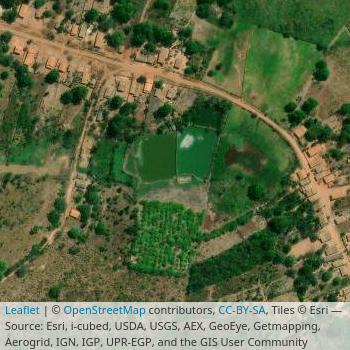 Leaflet | © OpenStreetMap contributors, CC-BY-SA, Tiles © Esri —
Source: Esri, i-cubed, USDA, USGS, AEX, GeoEye, Getmapping,
Aerogrid, IGN, IGP, UPR-EGP, and the GIS User Community